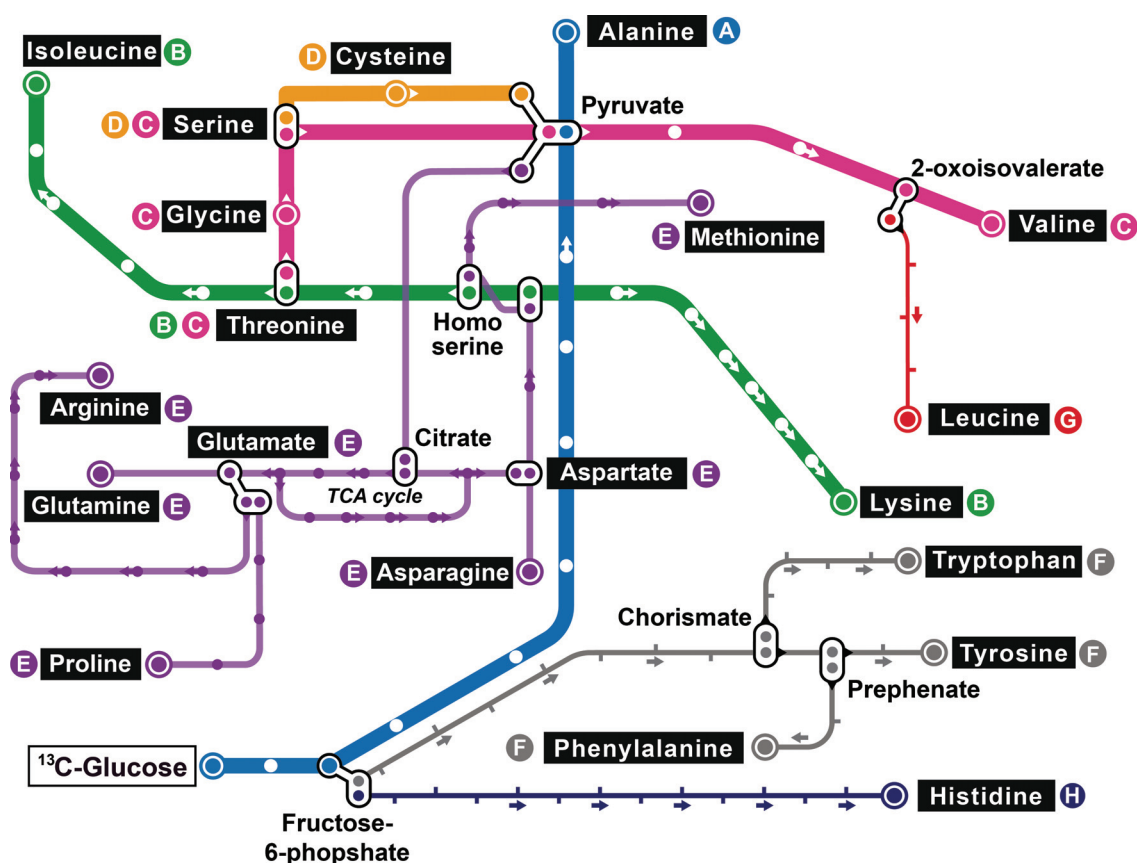 Isoleucine B
D Cysteine
Alanine A
Pyruvate
D C Serine
2-oxoisovalerate
C Glycine
E Methionine
Valine C
B C Threonine
Homo
serine
Arginine E
Glutamate E
Citrate
Leucine G
Glutamine E
TCA cycle
Aspartate E
Lysine B
E Asparagine
Tryptophan F
Chorismate
E Proline
Tyrosine F
Prephenate
F Phenylalanine
¹³C-Glucose
Histidine H
Fructose-
6-phopshate